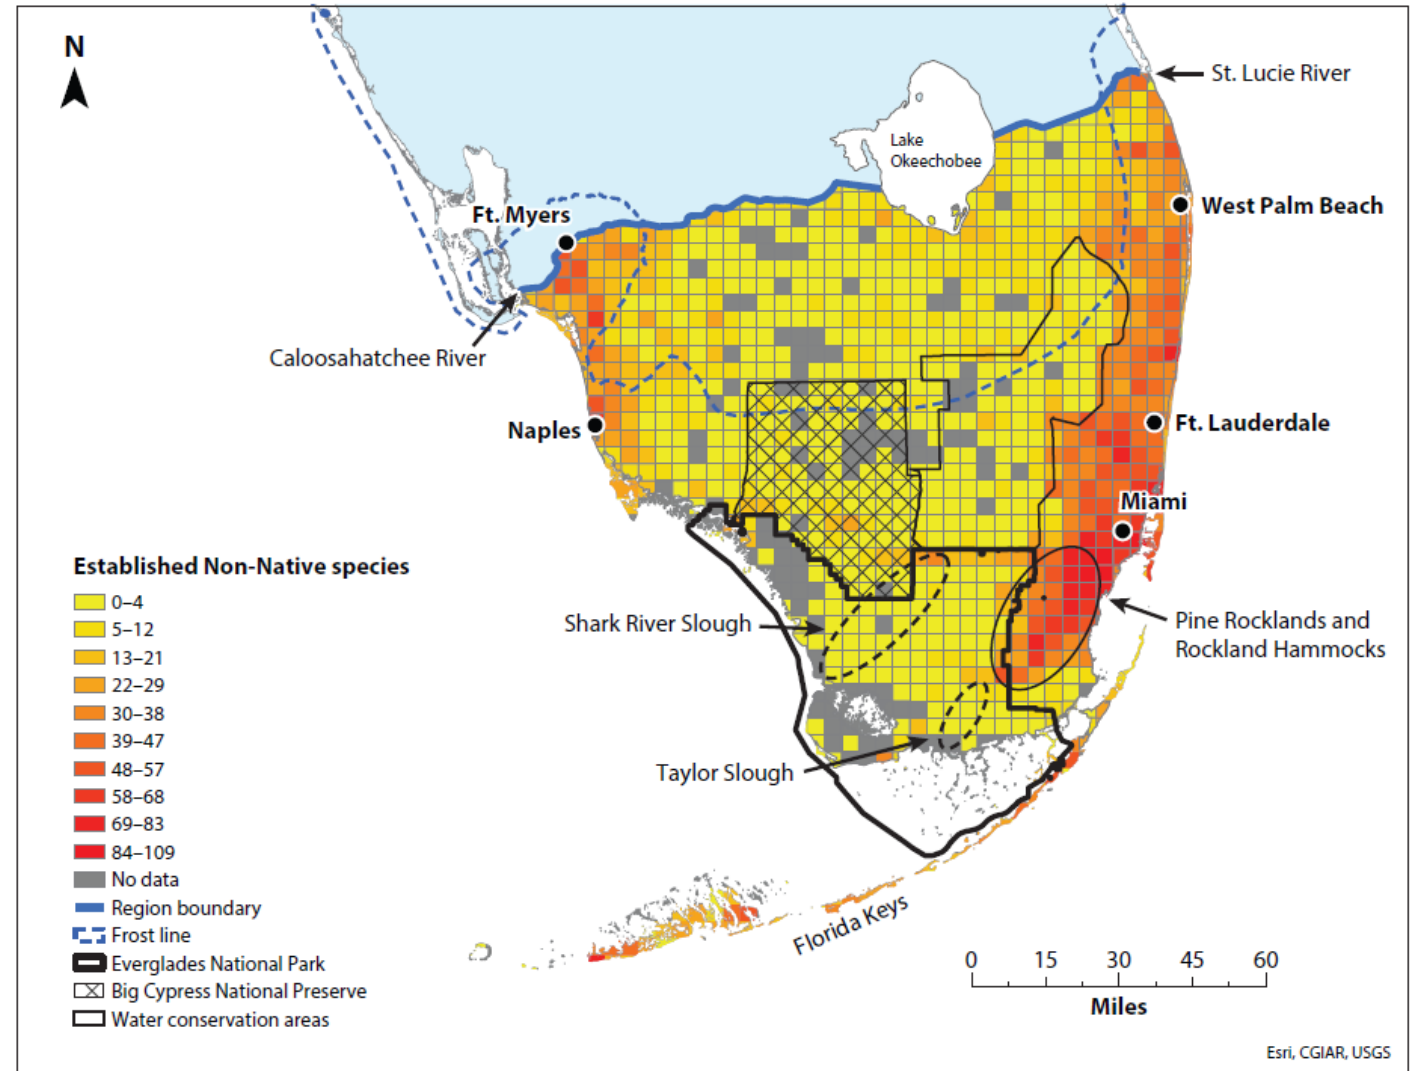 N
St. Lucie River
Lake
Okeechobee
Ft. Myers
West Palm Beach
Caloosahatchee River
Naples
Ft. Lauderdale
Miami
Established Non-Native species
0–4
5–12
13–21
22–29
30–38
39–47
48–57
58–68
69–83
84–109
No data
Region boundary
Frost line
Everglades National Park
Big Cypress National Preserve
Water conservation areas
Shark River Slough
Pine Rocklands and
Rockland Hammocks
Taylor Slough
Florida Keys
0 15 30 45 60
Miles
Esri, CGIAR, USGS